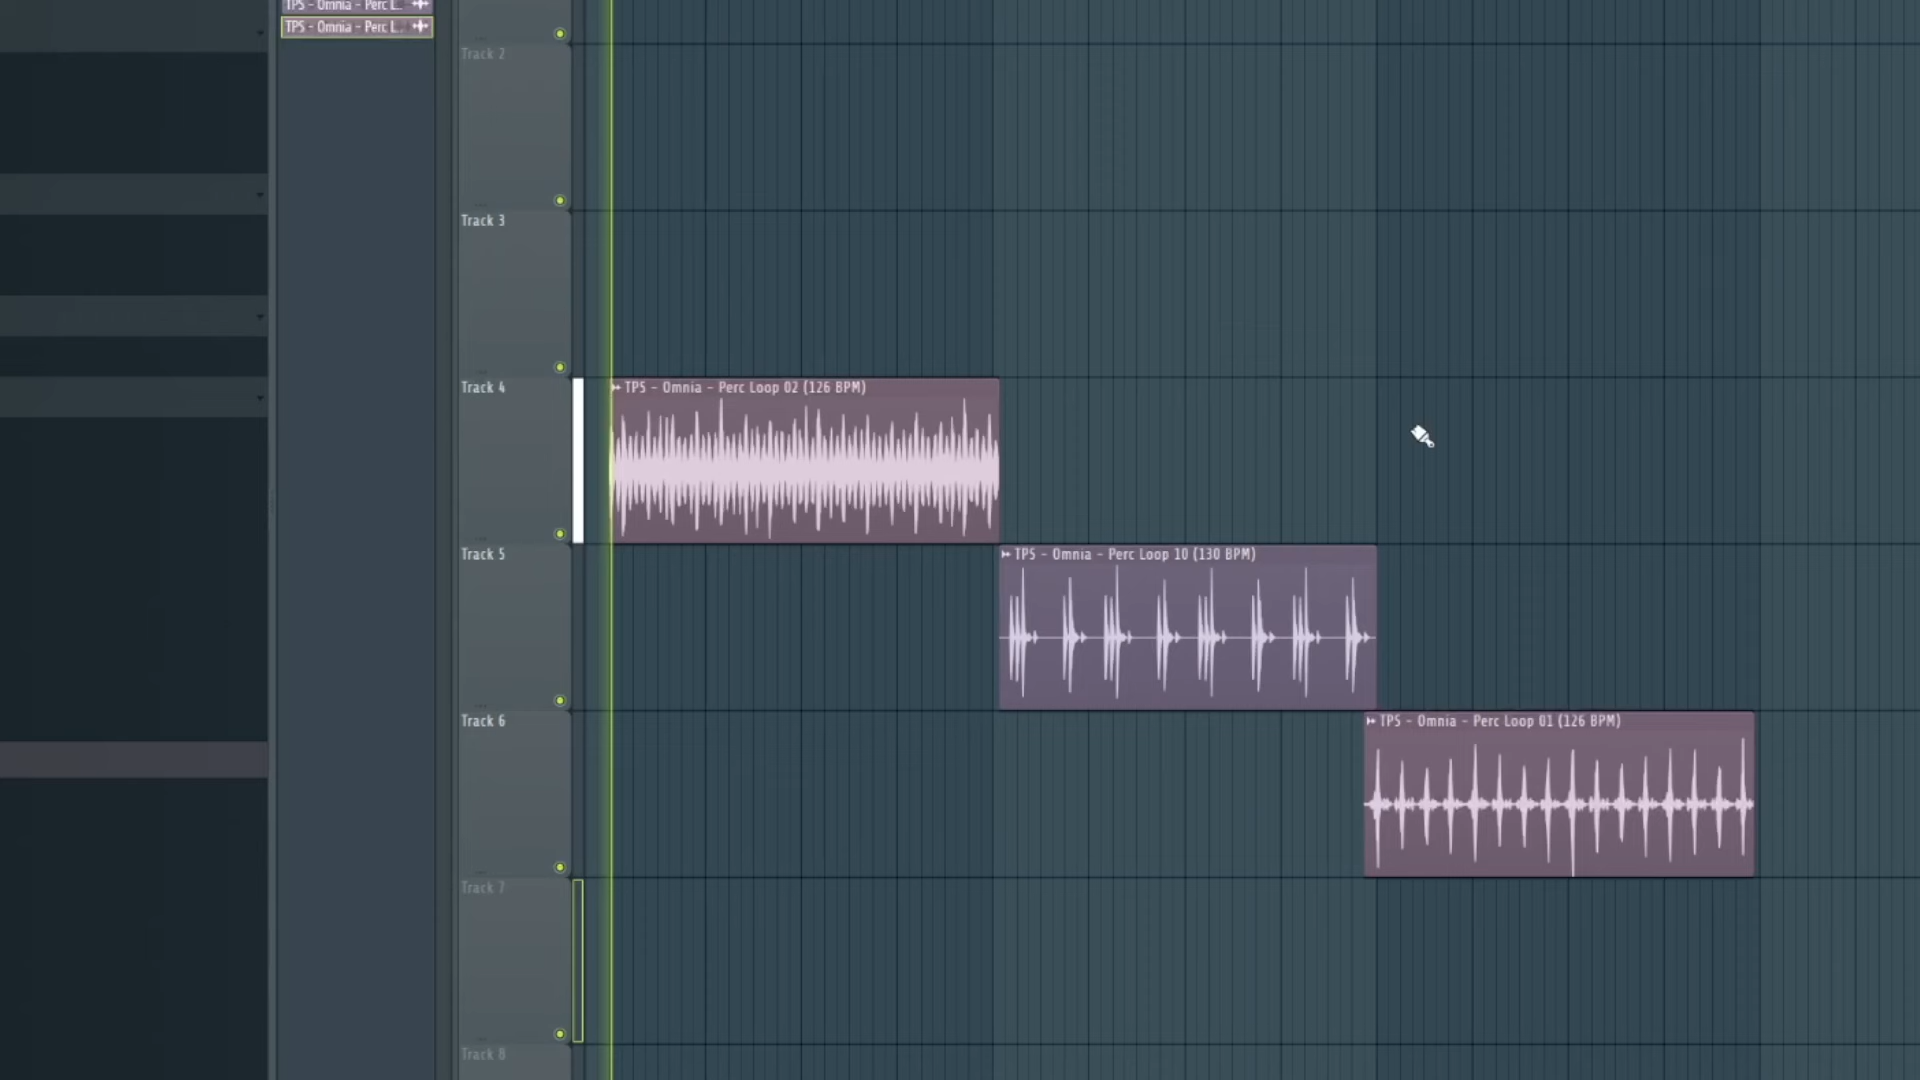 TPS - Omnia - Perc L..
TPS - Omnia - Perc L..
Track 2
Track 3
Track 4
TPS - Omnia - Perc Loop 02 (126 BPM)
Track 5
TPS - Omnia - Perc Loop 10 (130 BPM)
Track 6
TPS - Omnia - Perc Loop 01 (126 BPM)
Track 7
Track 8